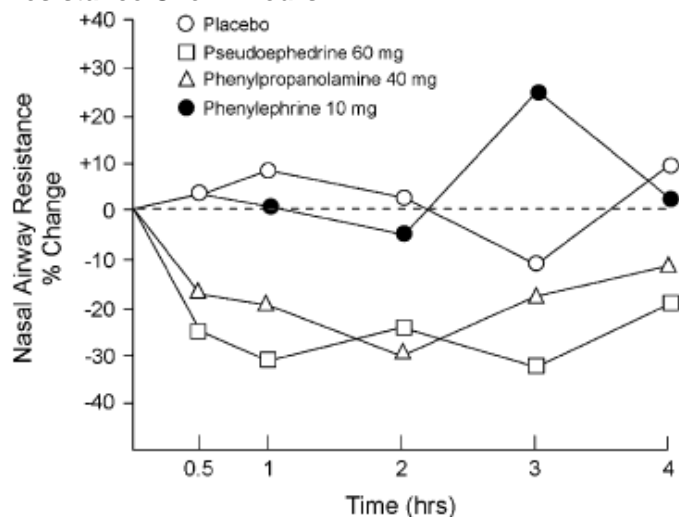 +40
Placebo
Pseudoephedrine 60 mg
+30
Phenylpropanolamine 40 mg
Phenylephrine 10 mg
+20
+10
0
-10
-20
-30
-40
Nasal Airway Resistance
% Change
0.5 1 2 3 4
Time (hrs)